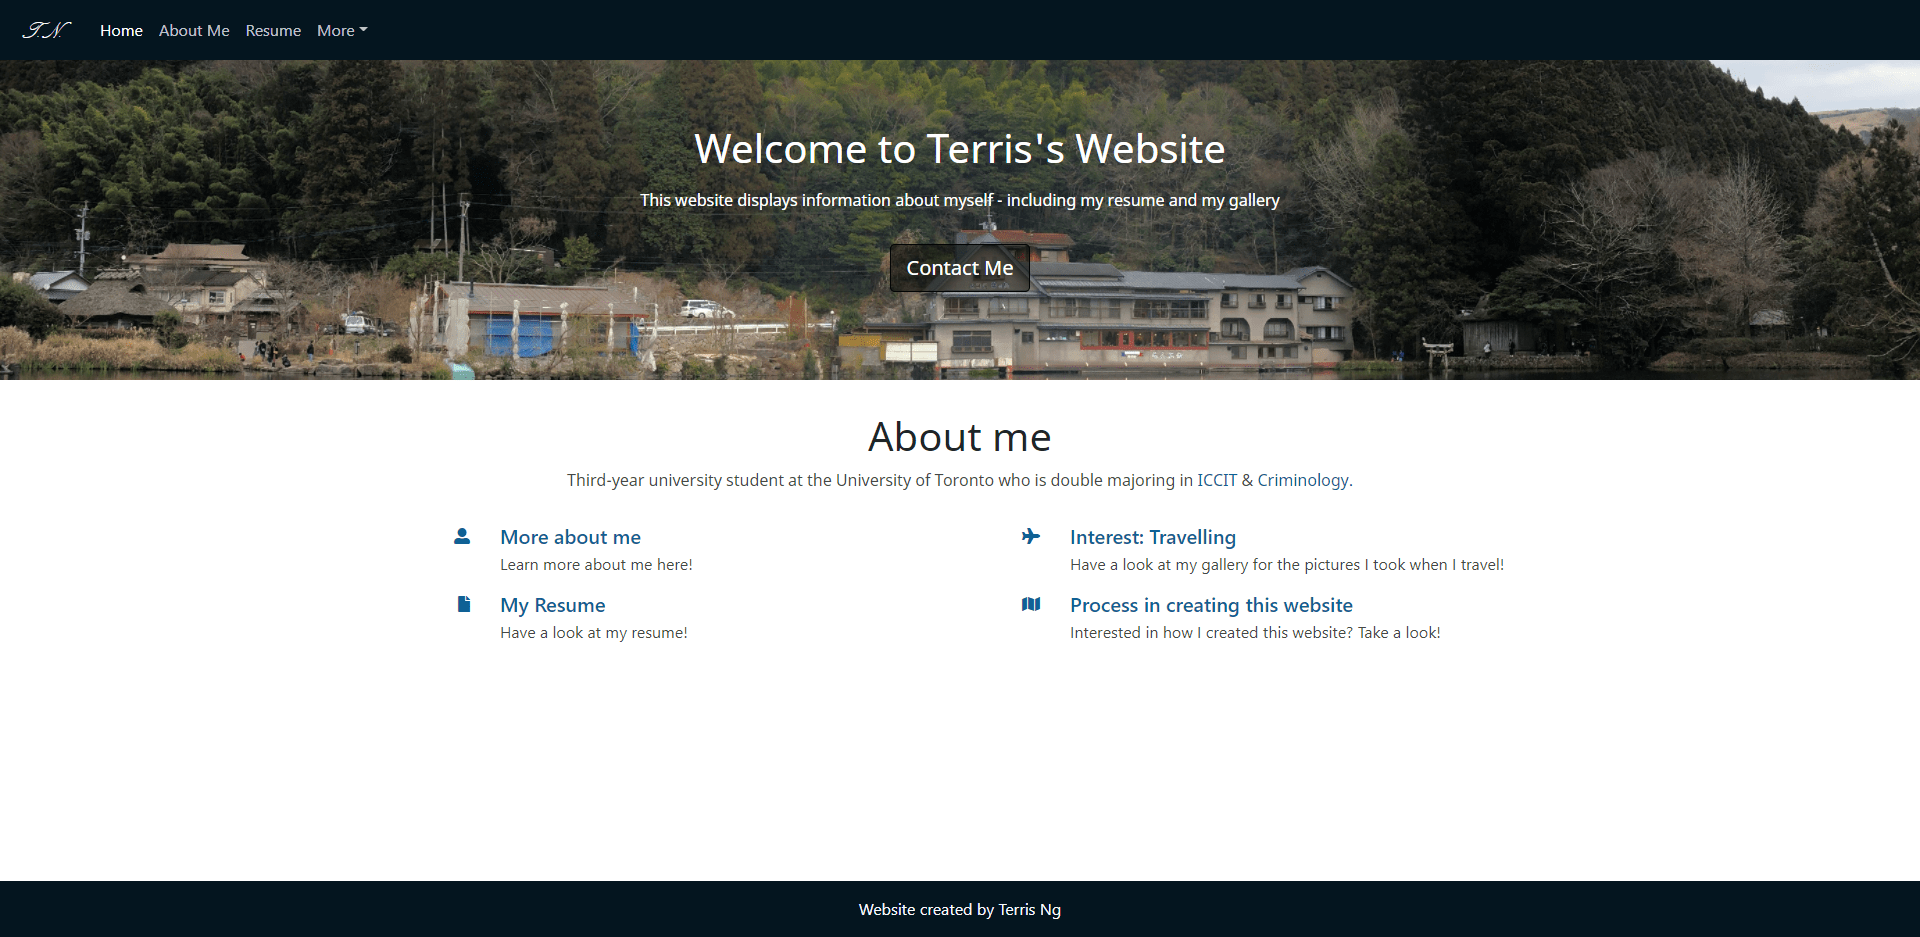 T.N.
Home About Me Resume More
Welcome to Terris's Website
This website displays information about myself - including my resume and my gallery
Contact Me
About me
Third-year university student at the University of Toronto who is double majoring in ICCIT & Criminology.
More about me
Learn more about me here!
My Resume
Have a look at my resume!
Interest: Travelling
Have a look at my gallery for the pictures I took when I travel!
Process in creating this website
Interested in how I created this website? Take a look!
Website created by Terris Ng